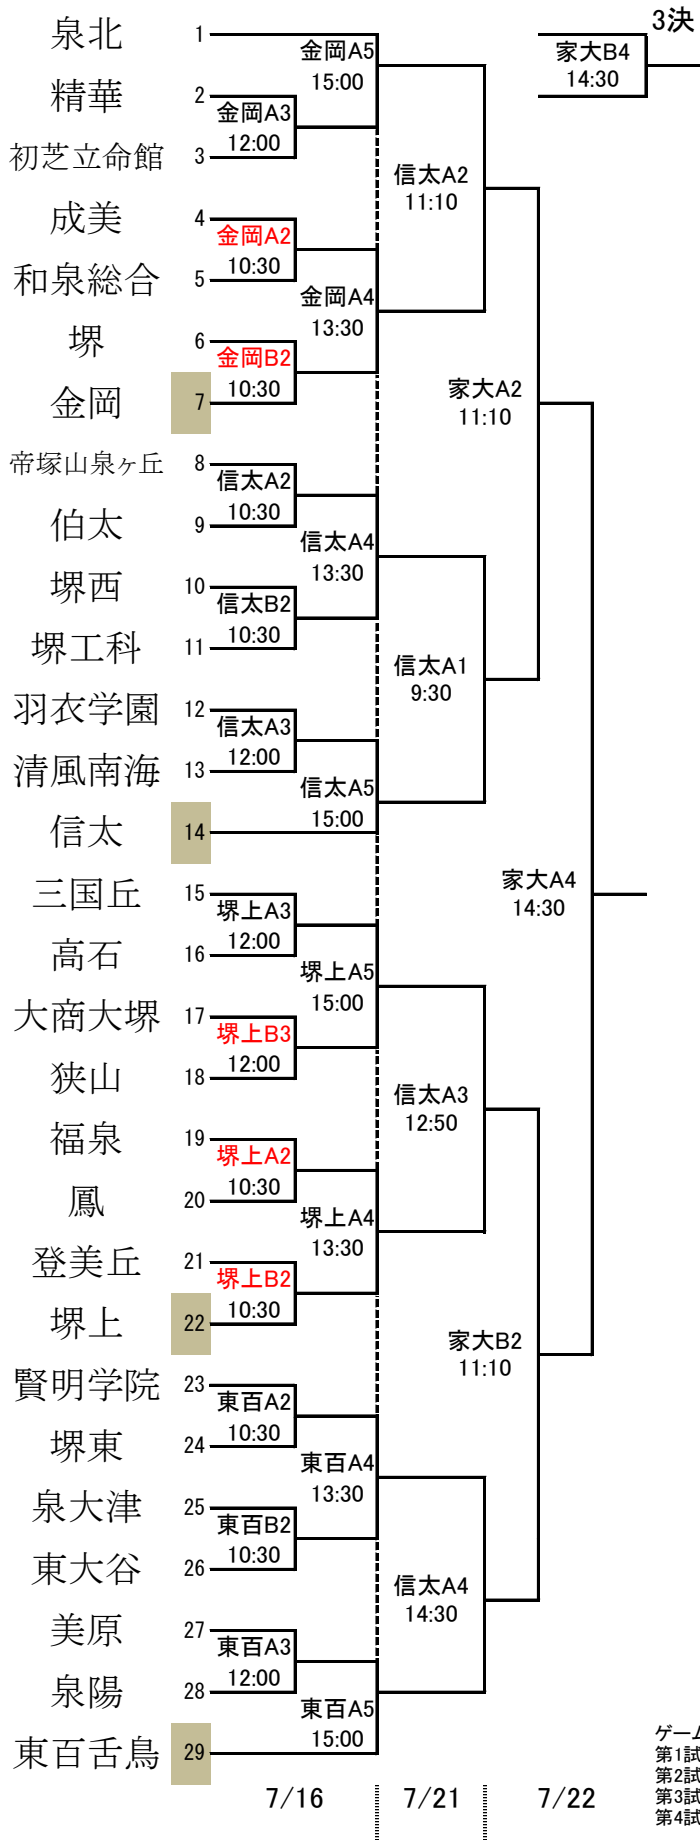 3決
泉北 1
金岡A5
15:00
家大B4
14:30
精華 2
金岡A3
12:00
初芝立命館 3
信太A2
11:10
成美 4
金岡A2
10:30
和泉総合 5
金岡A4
13:30
堺 6
金岡B2
10:30
金岡 7
家大A2
11:10
帝塚山泉ヶ丘 8
信太A2
10:30
伯太 9
信太A4
13:30
堺西 10
信太B2
10:30
堺工科 11
信太A1
9:30
羽衣学園 12
信太A3
12:00
清風南海 13
信太A5
15:00
信太 14
家大A4
14:30
三国丘 15
堺上A3
12:00
高石 16
堺上A5
15:00
大商大堺 17
堺上B3
12:00
狭山 18
信太A3
12:50
福泉 19
堺上A2
10:30
鳳 20
堺上A4
13:30
登美丘 21
堺上B2
10:30
堺上 22
家大B2
11:10
賢明学院 23
東百A2
10:30
堺東 24
東百A4
13:30
泉大津 25
東百B2
10:30
東大谷 26
信太A4
14:30
美原 27
東百A3
12:00
泉陽 28
東百A5
15:00
東百舌鳥 29
7/16 7/21 7/22
ゲーム
第1試
第2試
第3試
第4試